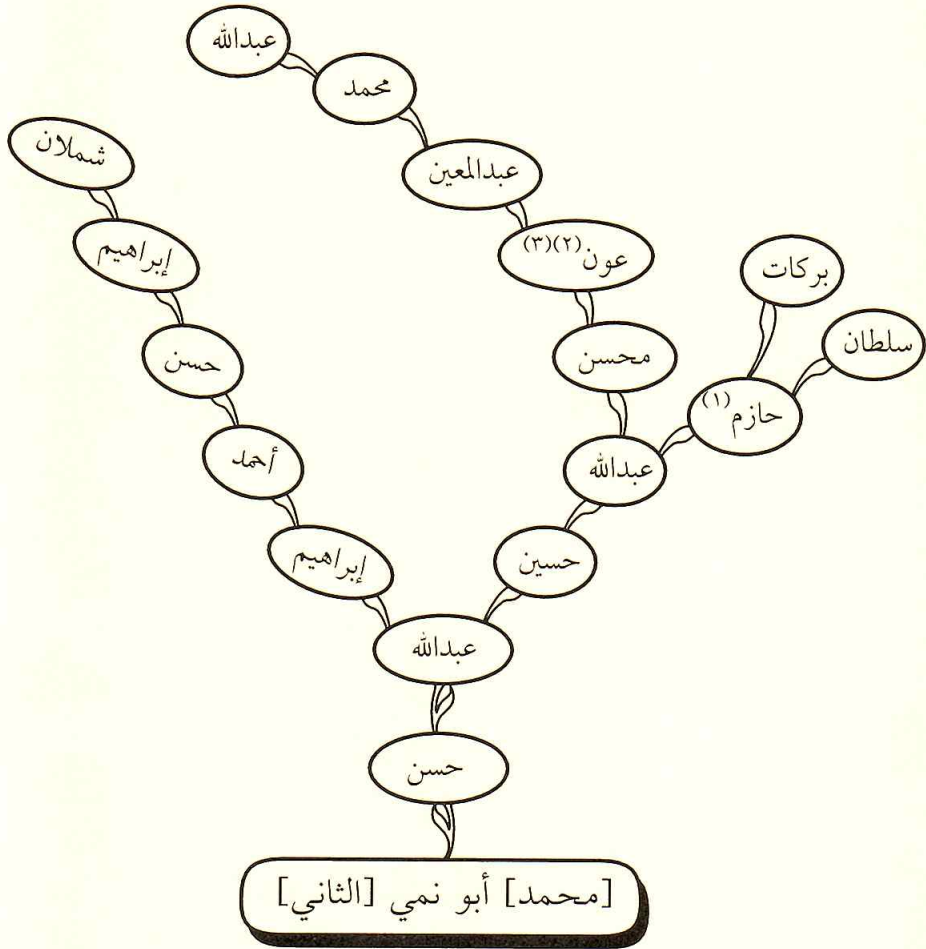 عبدالله
محمد
شملان
عبدالمعين
إبراهيم
عون (٢)(٣)
بركات
حسن
محسن
سلطان
حازم (١)
أحمد
عبدالله
إبراهيم
حسين
عبدالله
حسن
[محمد] أبو نمي [الثاني]